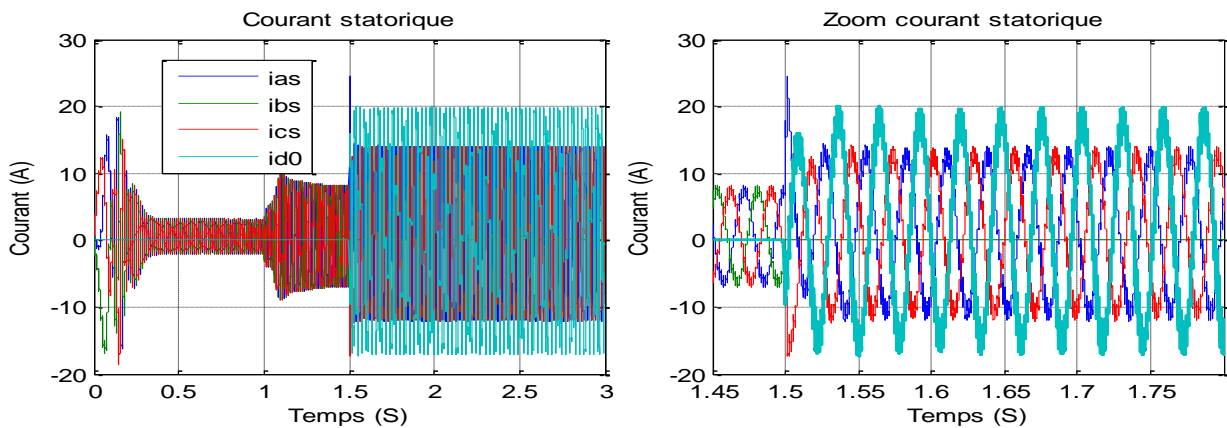 Courant statorique
30
20
10
0
-10
-20
Courant (A)
ias
ibs
ics
id0
0
0.5
1
1.5
2
2.5
3
Temps (S)
Zoom courant statorique
30
20
10
0
-10
-20
Courant (A)
1.45
1.5
1.55
1.6
1.65
1.7
1.75
Temps (S)